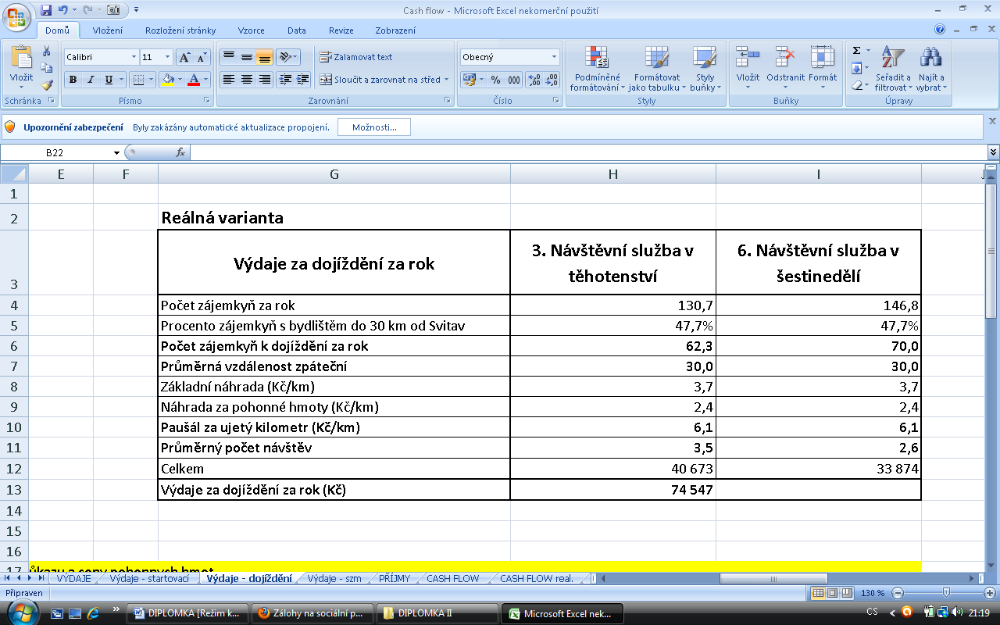 Cash flow - Microsoft Excel nekomerční použití
Domů Vložení Rozložení stránky Vzorce Data Revize Zobrazení
Vložit
Schránka
Calibri 11
B I U
Písmo
Zalamovat text
Sloučit a zarovnat na střed
Zarovnání
Obecný
% 000
Číslo
Podmíněné formátování
Formátovat jako tabulku
Styly buňky
Styly
Vložit Odstranit Formát
Buňky
Seřadit a filtrovat
Najít a vybrat
Úpravy
Upozornění zabezpečení Byly zakázány automatické aktualizace propojení. Možnosti...
B22 fx
E F G H I J
1
2 Reálná varianta
3 Výdaje za dojíždění za rok 3. Návštěvní služba v těhotenství 6. Návštěvní služba v šestinedělí
4 Počet zájemkyň za rok 130,7 146,8
5 Procento zájemkyň s bydlištěm do 30 km od Svitav 47,7% 47,7%
6 Počet zájemkyň k dojíždění za rok 62,3 70,0
7 Průměrná vzdálenost zpáteční 30,0 30,0
8 Základní náhrada (Kč/km) 3,7 3,7
9 Náhrada za pohonné hmoty (Kč/km) 2,4 2,4
10 Paušál za ujetý kilometr (Kč/km) 6,1 6,1
11 Průměrný počet návštěv 3,5 2,6
12 Celkem 40 673 33 874
13 Výdaje za dojíždění za rok (Kč) 74 547
14
15
16
17 ůkazu a ceny pohonnych hmot
VÝDAJE Výdaje - startovací Výdaje - dojíždění Výdaje - szm PŘÍJMY CASH FLOW CASH FLOW real.
Připraven 130 %
DIPLOMKA [Režim k... Zálohy na sociální p... DIPLOMKA II Microsoft Excel nek... CS 21:19